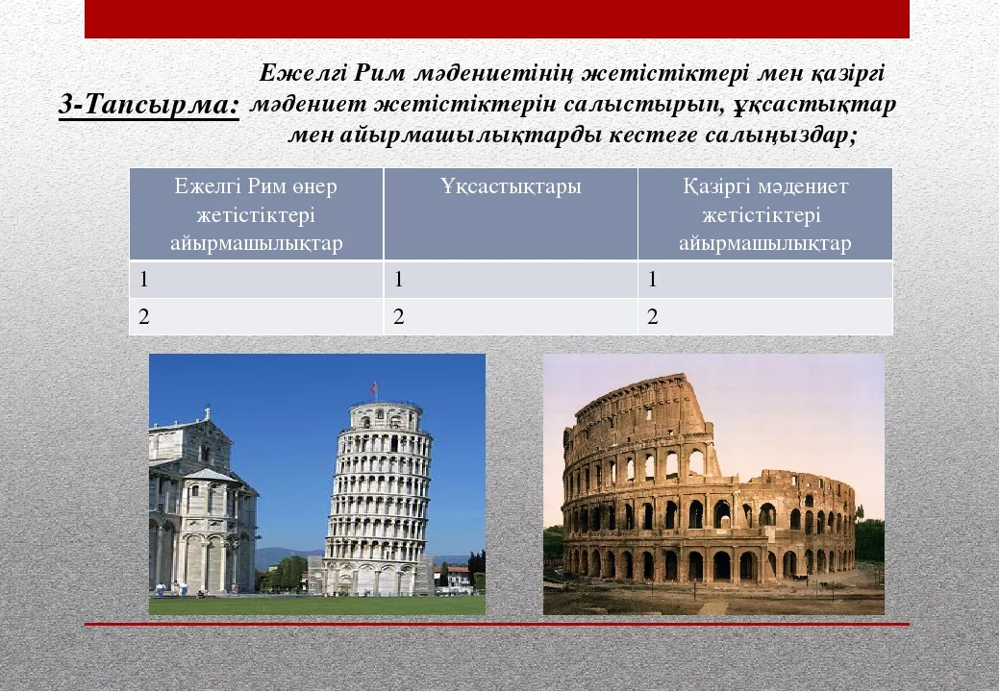 3-Тапсырма:
Ежелгі Рим мәдениетінің жетістіктері мен қазіргі
мәдениет жетістіктерін салыстырып, ұқсастықтар
мен айырмашылықтарды кестеге салыңыздар;
Ежелгі Рим өнер
жетістіктері
айырмашылықтар
Ұқсастықтары
Қазіргі мәдениет
жетістіктері
айырмашылықтар
1
1
1
2
2
2